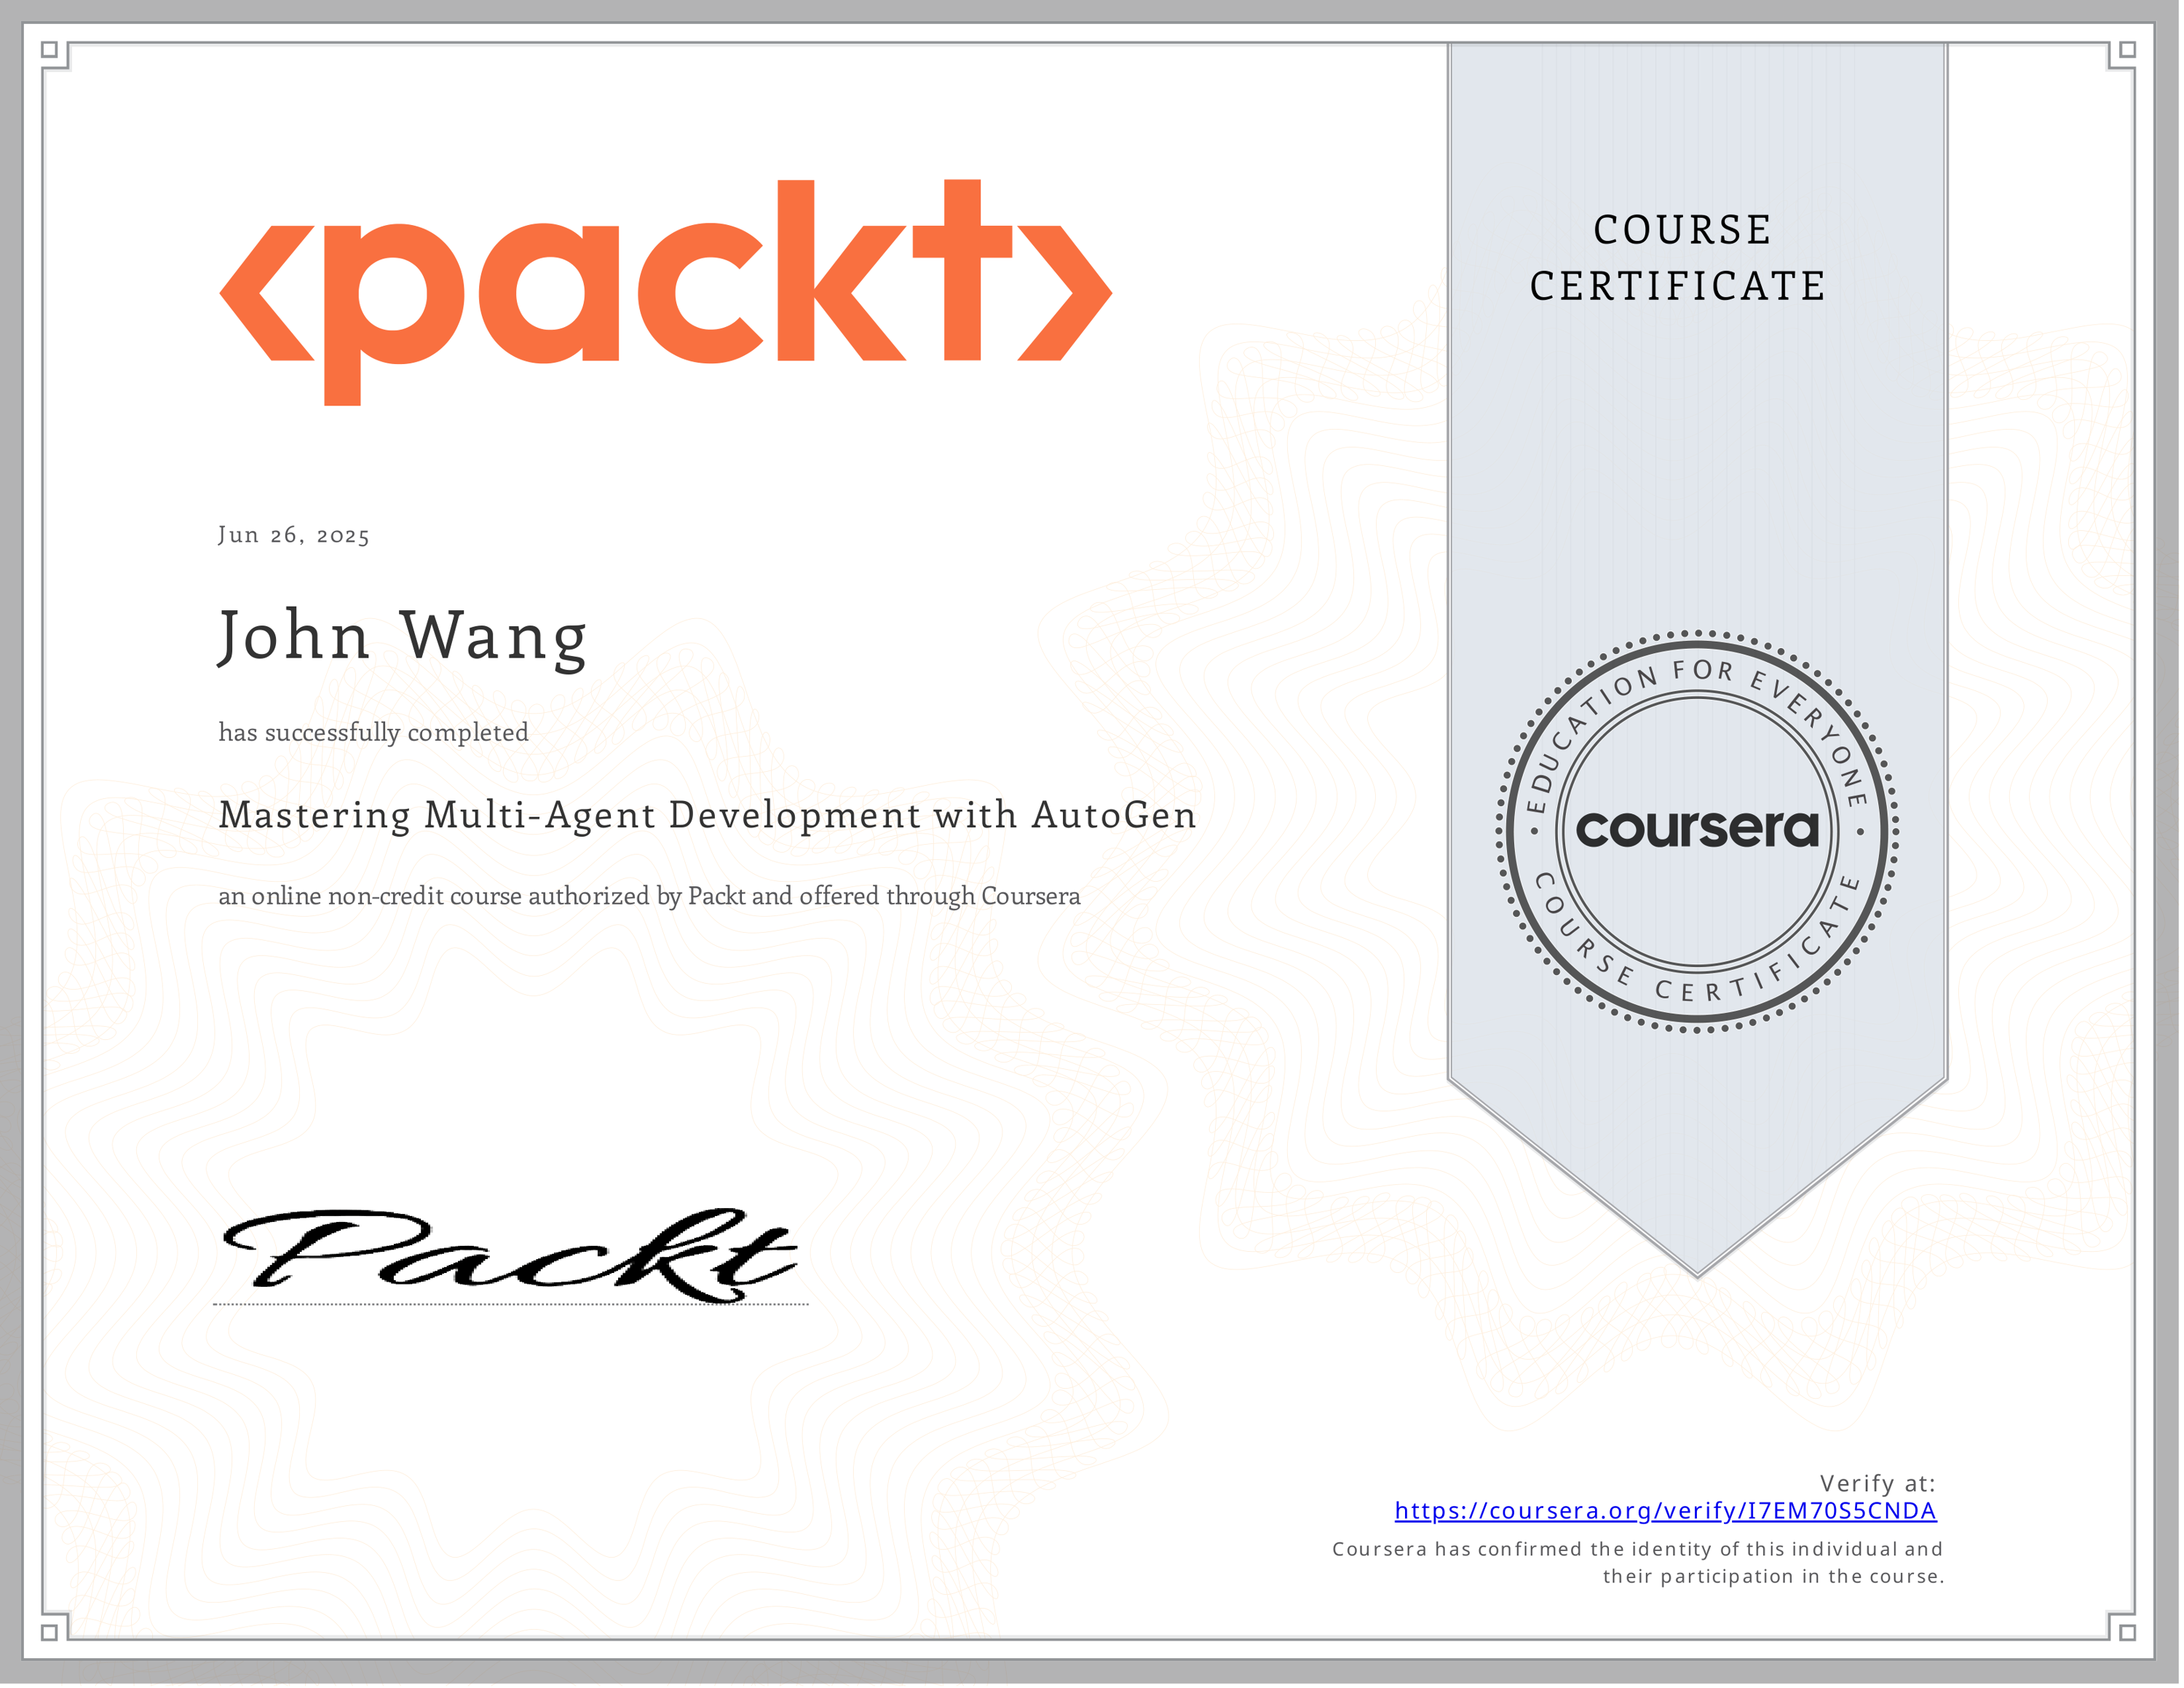 <packt>
COURSE
CERTIFICATE
Jun 26, 2025
John Wang
has successfully completed
Mastering Multi-Agent Development with AutoGen
an online non-credit course authorized by Packt and offered through Coursera
EDUCATION FOR EVERYONE
coursera
COURSE CERTIFICATE
Packt
Verify at:
https://coursera.org/verify/I7EM70S5CNDA
Coursera has confirmed the identity of this individual and
their participation in the course.